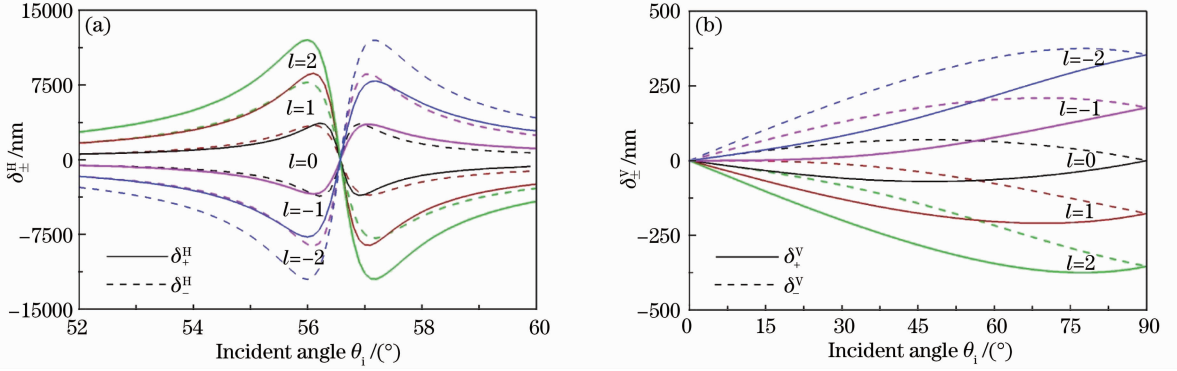 (a)
15000
7500
0
−7500
−15000
δ±ᴴ/nm
l=2
l=1
l=0
l=−1
l=−2
δ₊ᴴ
δ₋ᴴ
52
54
56
58
60
Incident angle θᵢ/(°)
(b)
500
250
0
−250
−500
δ±ⱽ/nm
l=−2
l=−1
l=0
l=1
l=2
δ₊ⱽ
δ₋ⱽ
0
15
30
45
60
75
90
Incident angle θᵢ/(°)